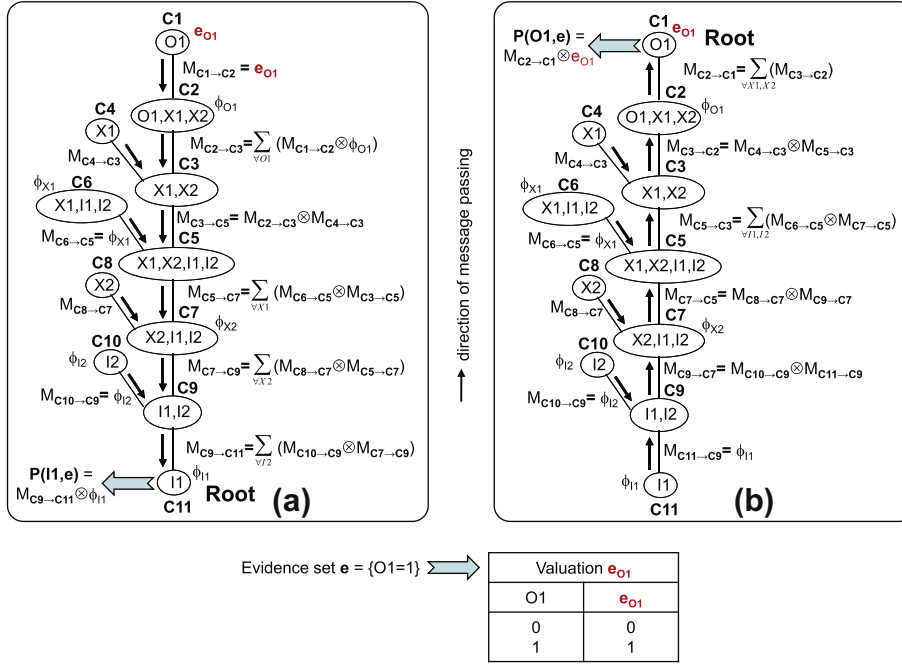 C1
e_O1
O1
M_C1→C2 = e_O1
C2
ϕ_O1
O1,X1,X2
C4
X1
M_C2→C3=∑_∀O1 (M_C1→C2⊗ϕ_O1)
M_C4→C3
C3
ϕ_X1
C6
X1,X2
X1,I1,I2
M_C3→C5= M_C2→C3⊗M_C4→C3
M_C6→C5= ϕ_X1
C5
X1,X2,I1,I2
C8
X2
M_C5→C7=∑_∀X1 (M_C6→C5⊗M_C3→C5)
M_C8→C7
C7
ϕ_X2
X2,I1,I2
C10
ϕ_I2
I2
M_C7→C9=∑_∀X2 (M_C8→C7⊗M_C5→C7)
C9
M_C10→C9= ϕ_I2
I1,I2
M_C9→C11=∑_∀I2 (M_C10→C9⊗M_C7→C9)
P(I1,e) =
M_C9→C11⊗ϕ_I1
I1
ϕ_I1
Root
C11
(a)
direction of message passing
C1
P(O1,e) =
M_C2→C1⊗e_O1
O1
e_O1
Root
M_C2→C1=∑_∀X1,X2 (M_C3→C2)
C2
ϕ_O1
O1,X1,X2
C4
X1
M_C3→C2= M_C4→C3⊗M_C5→C3
M_C4→C3
C3
ϕ_X1
C6
X1,X2
X1,I1,I2
M_C5→C3=∑_∀I1,I2 (M_C6→C5⊗M_C7→C5)
M_C6→C5= ϕ_X1
C5
X1,X2,I1,I2
C8
X2
M_C7→C5= M_C8→C7⊗M_C9→C7
M_C8→C7
C7
ϕ_X2
X2,I1,I2
C10
ϕ_I2
I2
M_C9→C7= M_C10→C9⊗M_C11→C9
C9
M_C10→C9= ϕ_I2
I1,I2
M_C11→C9= ϕ_I1
ϕ_I1
I1
C11
(b)
Evidence set e = {O1=1}
Valuation e_O1
O1 e_O1
0 0
1 1